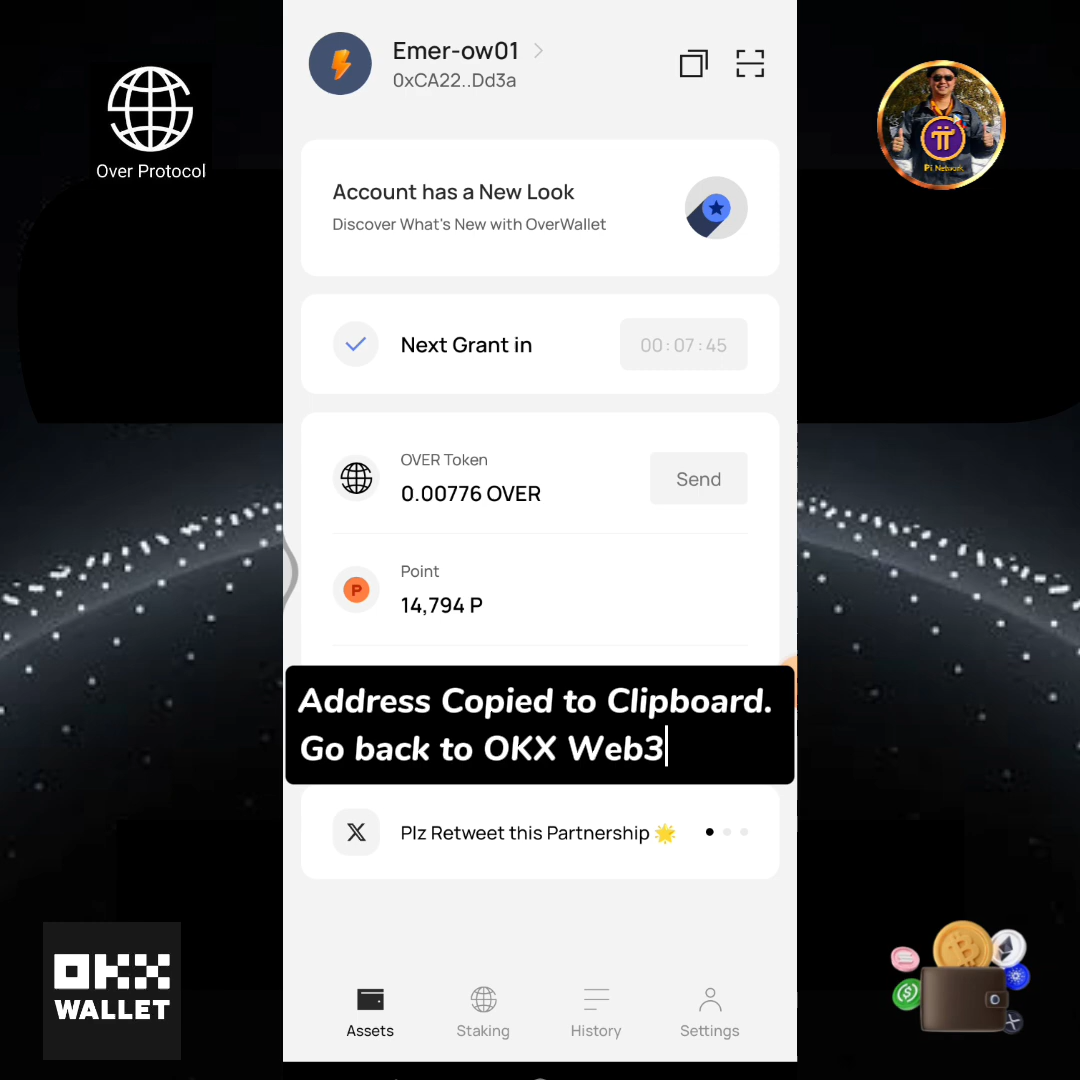 Emer-ow01
0xCA22..Dd3a
Over Protocol
Pi Network
Account has a New Look
Discover What's New with OverWallet
Next Grant in
00:07:45
OVER Token
0.00776 OVER
Send
P
Point
14,794 P
Address Copied to Clipboard.
Go back to OKX Web3
X
Plz Retweet this Partnership 🌟
OKX
WALLET
Assets
Staking
History
Settings